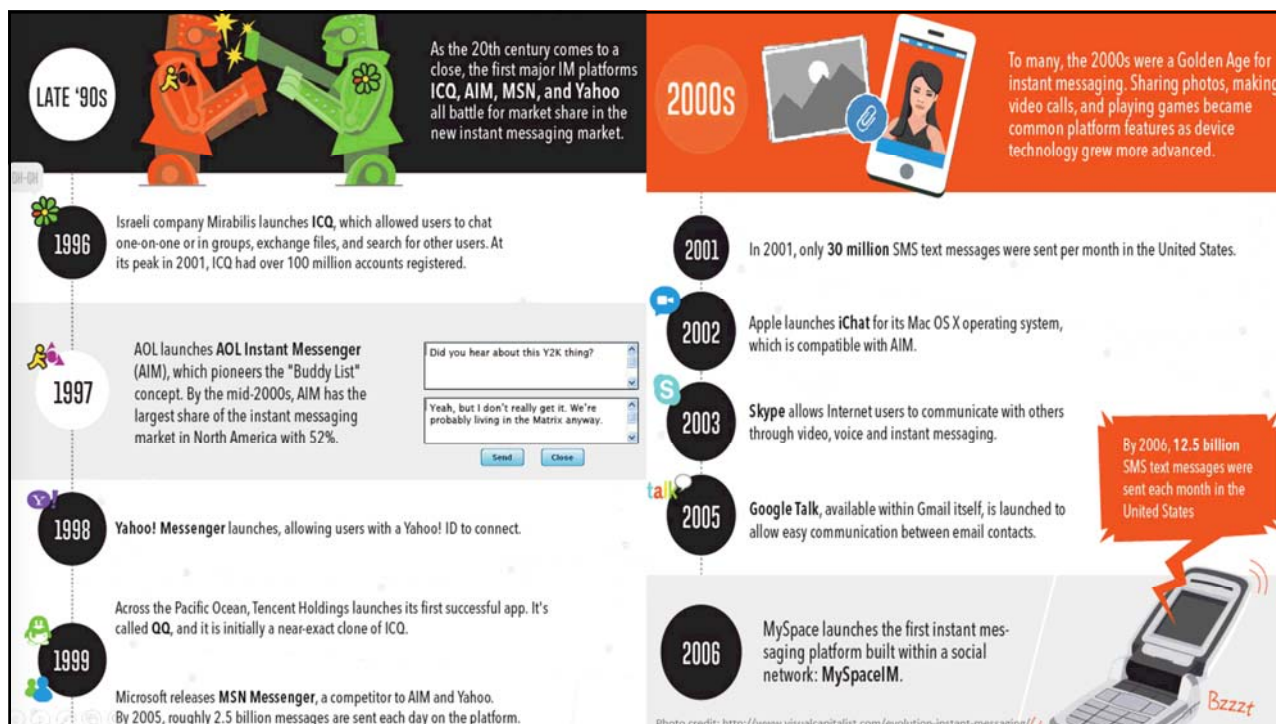 LATE '90s
As the 20th century comes to a
close, the first major IM platforms
ICQ, AIM, MSN, and Yahoo
all battle for market share in the
new instant messaging market.
UH-OH
1996
Israeli company Mirabilis launches ICQ, which allowed users to chat
one-on-one or in groups, exchange files, and search for other users. At
its peak in 2001, ICQ had over 100 million accounts registered.
1997
AOL launches AOL Instant Messenger
(AIM), which pioneers the "Buddy List"
concept. By the mid-2000s, AIM has the
largest share of the instant messaging
market in North America with 52%.
Did you hear about this Y2K thing?
Yeah, but I don't really get it. We're
probably living in the Matrix anyway.
Send
Close
Y!
1998
Yahoo! Messenger launches, allowing users with a Yahoo! ID to connect.
Across the Pacific Ocean, Tencent Holdings launches its first successful app. It's
called QQ, and it is initially a near-exact clone of ICQ.
1999
Microsoft releases MSN Messenger, a competitor to AIM and Yahoo.
By 2005, roughly 2.5 billion messages are sent each day on the platform.
2000s
To many, the 2000s were a Golden Age for
instant messaging. Sharing photos, making
video calls, and playing games became
common platform features as device
technology grew more advanced.
2001
In 2001, only 30 million SMS text messages were sent per month in the United States.
2002
Apple launches iChat for its Mac OS X operating system,
which is compatible with AIM.
S
2003
Skype allows Internet users to communicate with others
through video, voice and instant messaging.
talk
2005
Google Talk, available within Gmail itself, is launched to
allow easy communication between email contacts.
By 2006, 12.5 billion
SMS text messages were
sent each month in the
United States
2006
MySpace launches the first instant mes-
saging platform built within a social
network: MySpaceIM.
Bzzzt
Photo credit: http://www.visualcapitalist.com/evolution-instant-messaging/